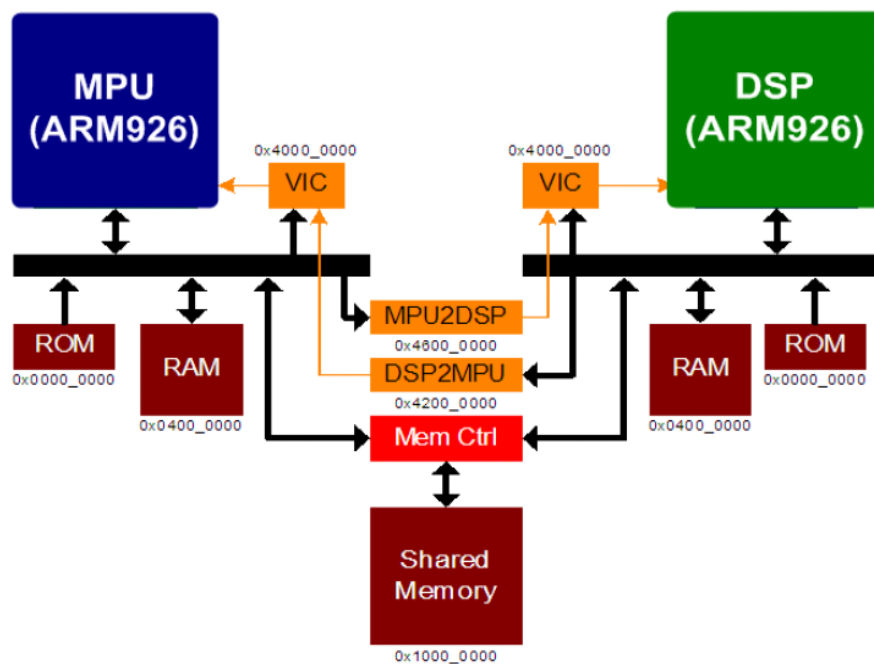 MPU
(ARM926)
DSP
(ARM926)
0x4000_0000
VIC
0x4000_0000
VIC
MPU2DSP
0x4600_0000
DSP2MPU
0x4200_0000
Mem Ctrl
ROM
0x0000_0000
RAM
0x0400_0000
RAM
0x0400_0000
ROM
0x0000_0000
Shared
Memory
0x1000_0000